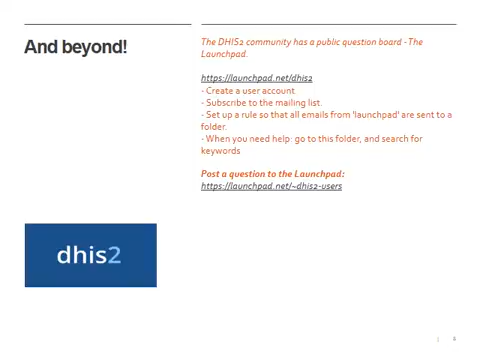 And beyond!
The DHIS2 community has a public question board - The
Launchpad.
https://launchpad.net/dhis2
- Create a user account.
- Subscribe to the mailing list.
- Set up a rule so that all emails from 'launchpad' are sent to a
folder.
- When you need help: go to this folder, and search for
keywords
Post a question to the Launchpad:
https://launchpad.net/~dhis2-users
dhis2
|